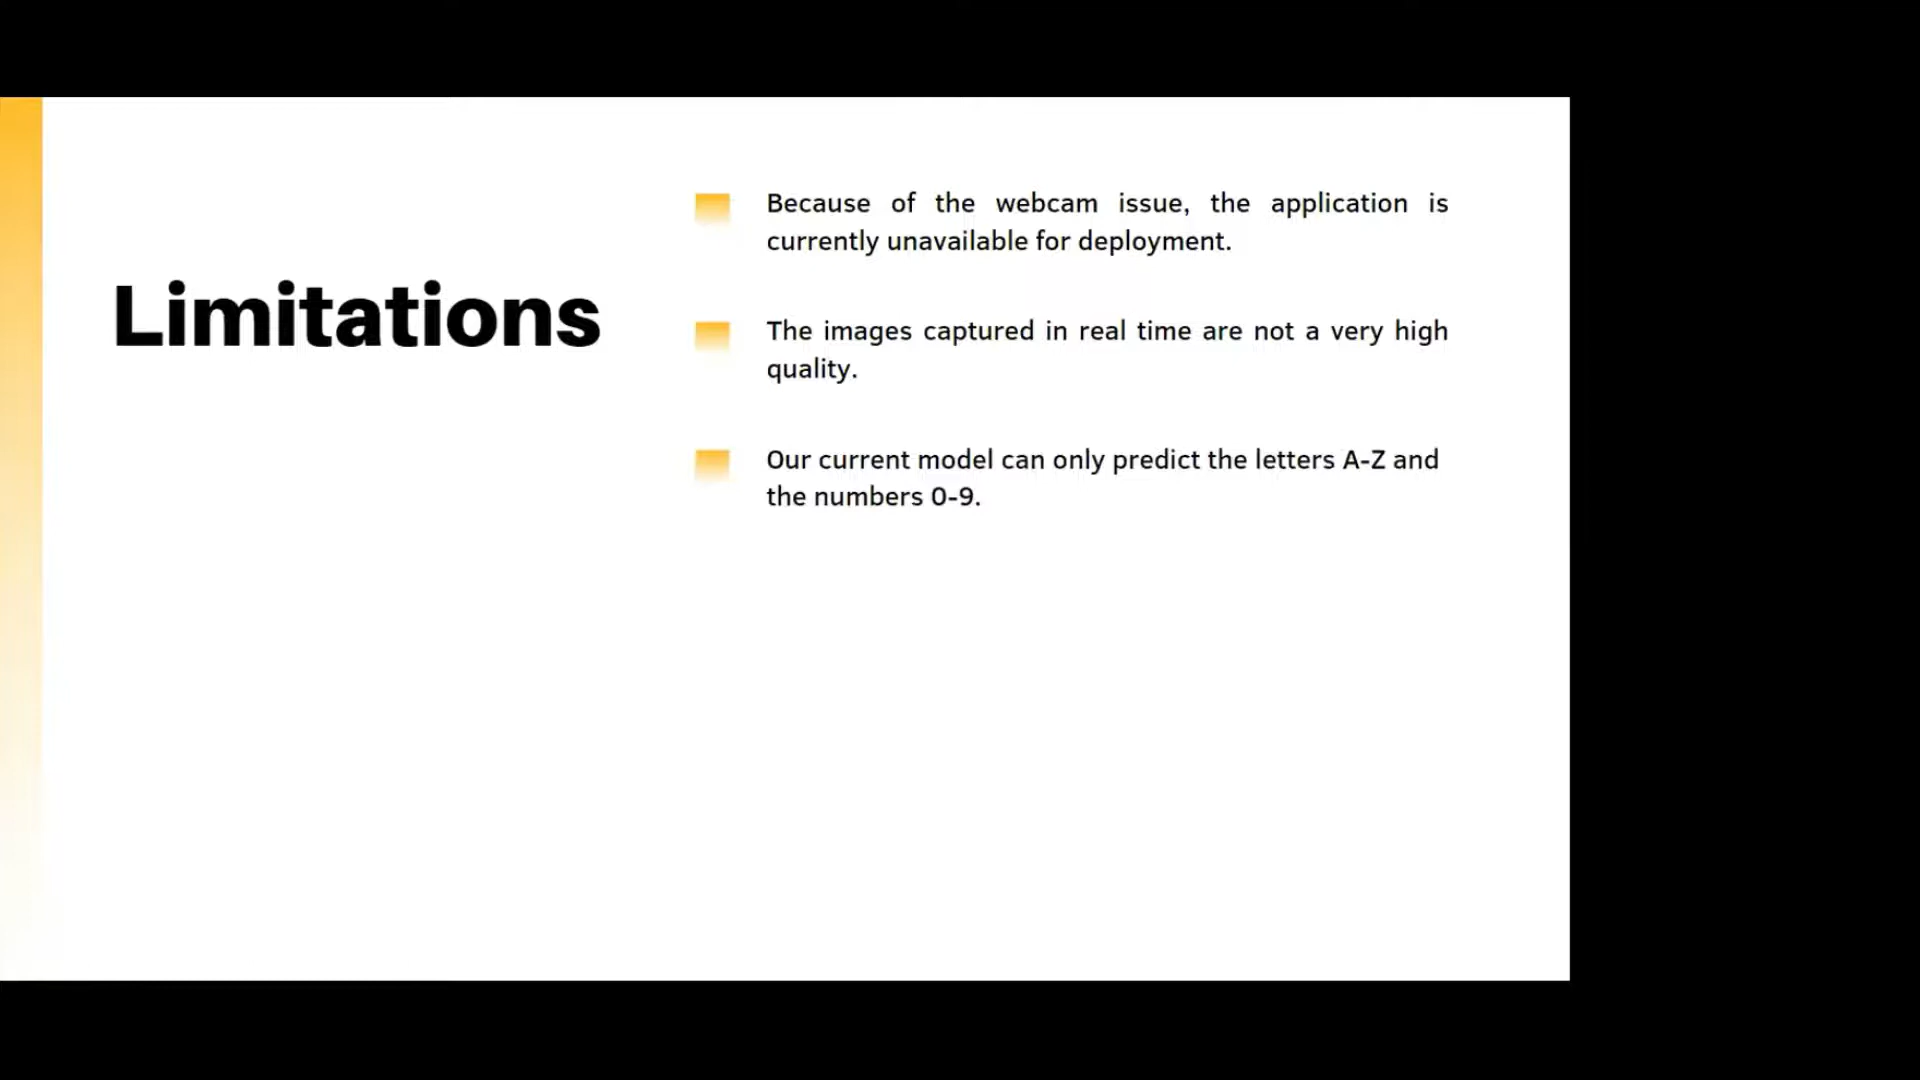 Limitations
Because of the webcam issue, the application is
currently unavailable for deployment.
The images captured in real time are not a very high
quality.
Our current model can only predict the letters A-Z and
the numbers 0-9.